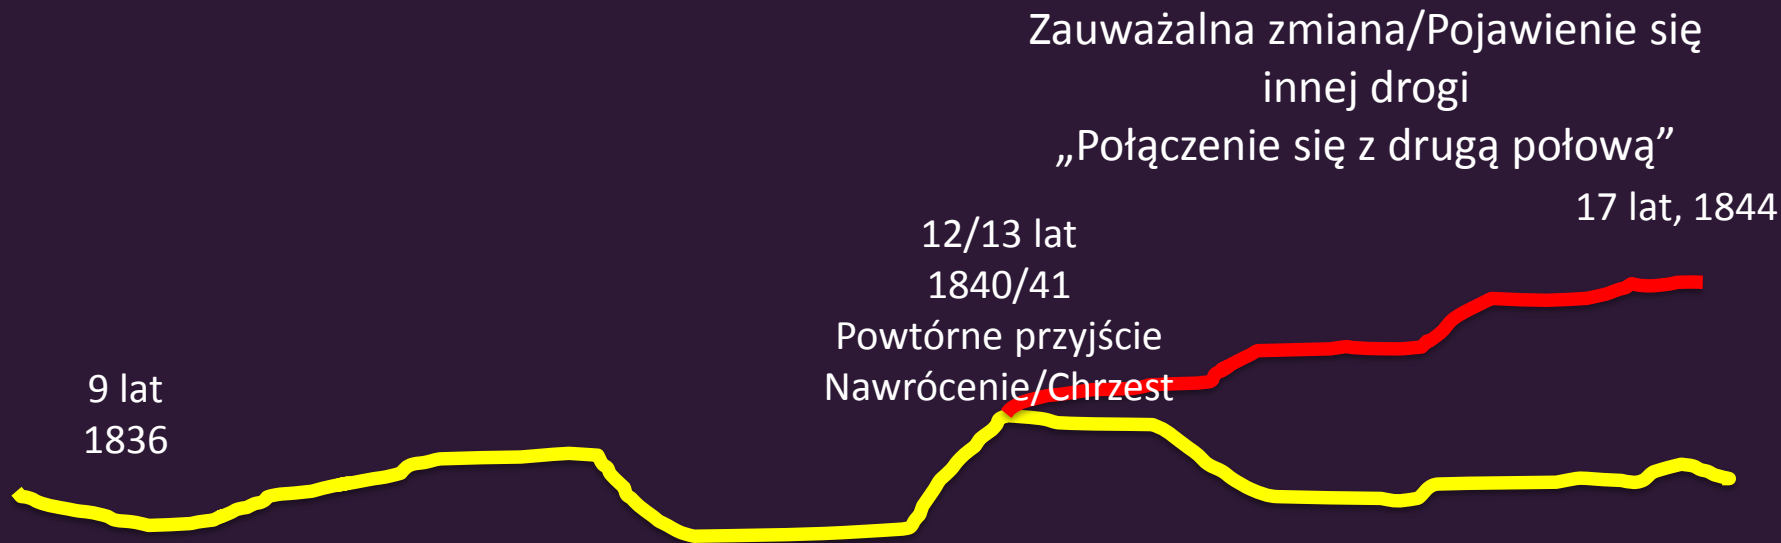 Zauważalna zmiana/Pojawienie się
innej drogi
„Połączenie się z drugą połową”
17 lat, 1844
12/13 lat
1840/41
Powtórne przyjście
Nawrócenie/Chrzest
9 lat
1836